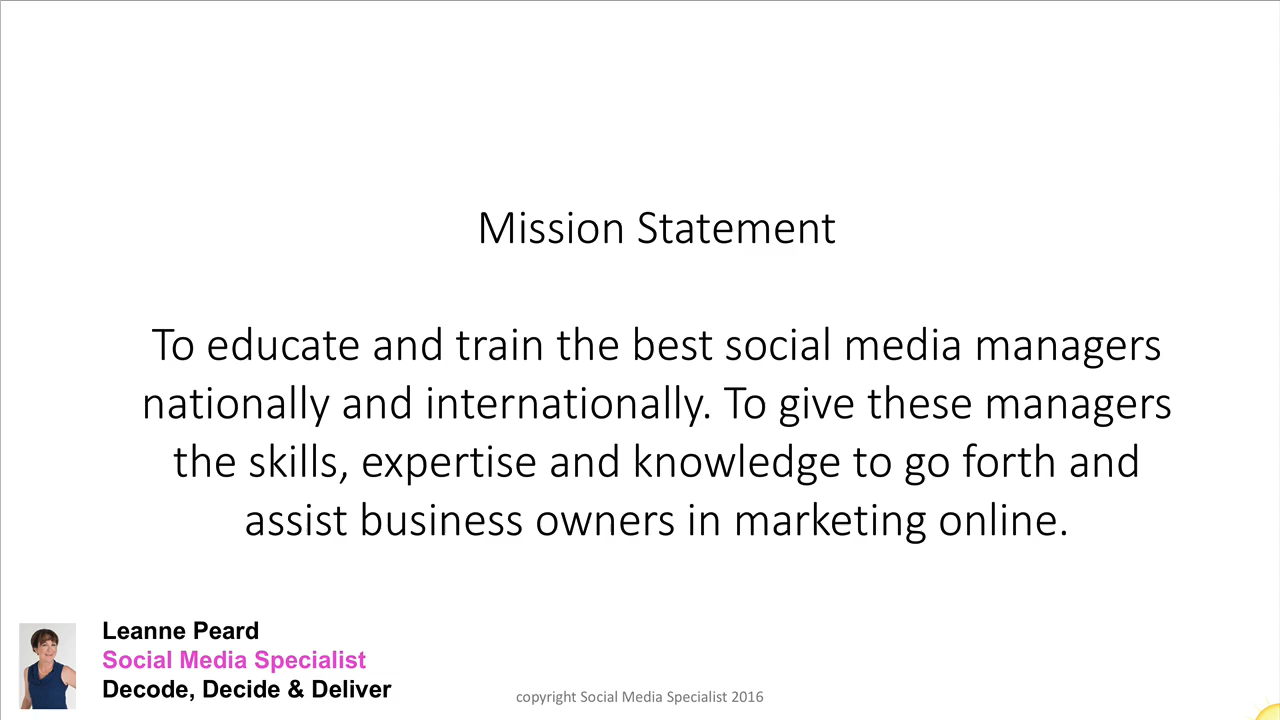 Mission Statement
To educate and train the best social media managers
nationally and internationally. To give these managers
the skills, expertise and knowledge to go forth and
assist business owners in marketing online.
Leanne Peard
Social Media Specialist
Decode, Decide & Deliver
copyright Social Media Specialist 2016